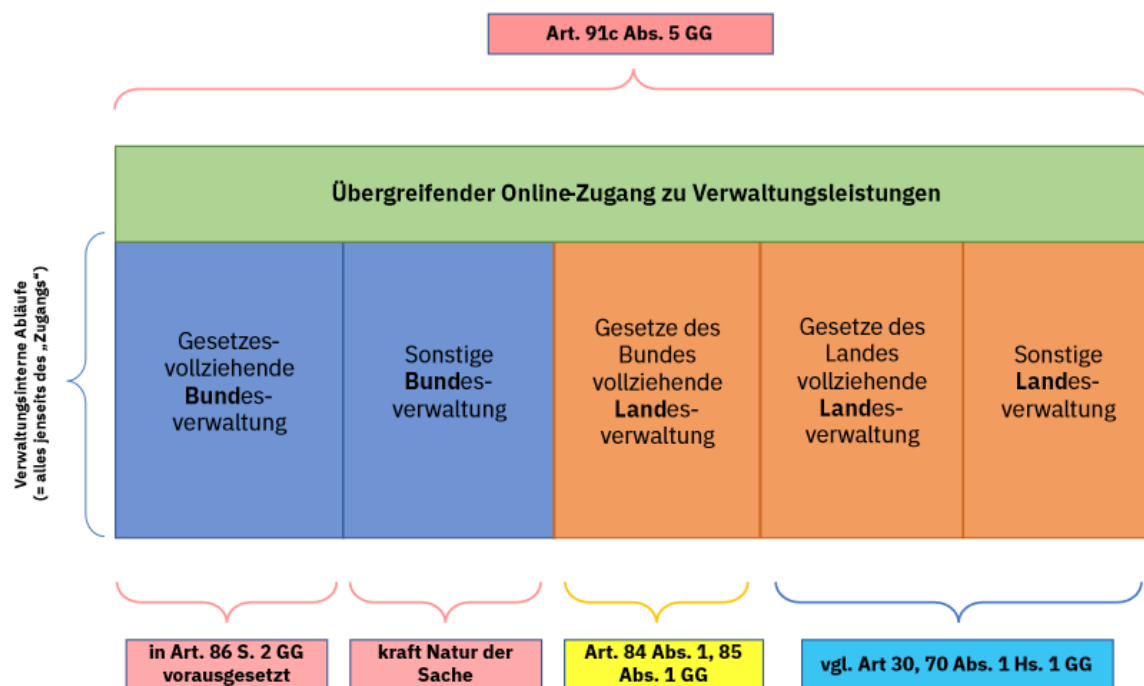 Art. 91c Abs. 5 GG
Übergreifender Online-Zugang zu Verwaltungsleistungen
Verwaltungsinterne Abläufe
(= alles jenseits des „Zugangs“)
Gesetzes-
vollziehende
Bundes-
verwaltung
Sonstige
Bundes-
verwaltung
Gesetze des
Bundes
vollziehende
Landes-
verwaltung
Gesetze des
Landes
vollziehende
Landes-
verwaltung
Sonstige
Landes-
verwaltung
in Art. 86 S. 2 GG
vorausgesetzt
kraft Natur der
Sache
Art. 84 Abs. 1, 85
Abs. 1 GG
vgl. Art 30, 70 Abs. 1 Hs. 1 GG